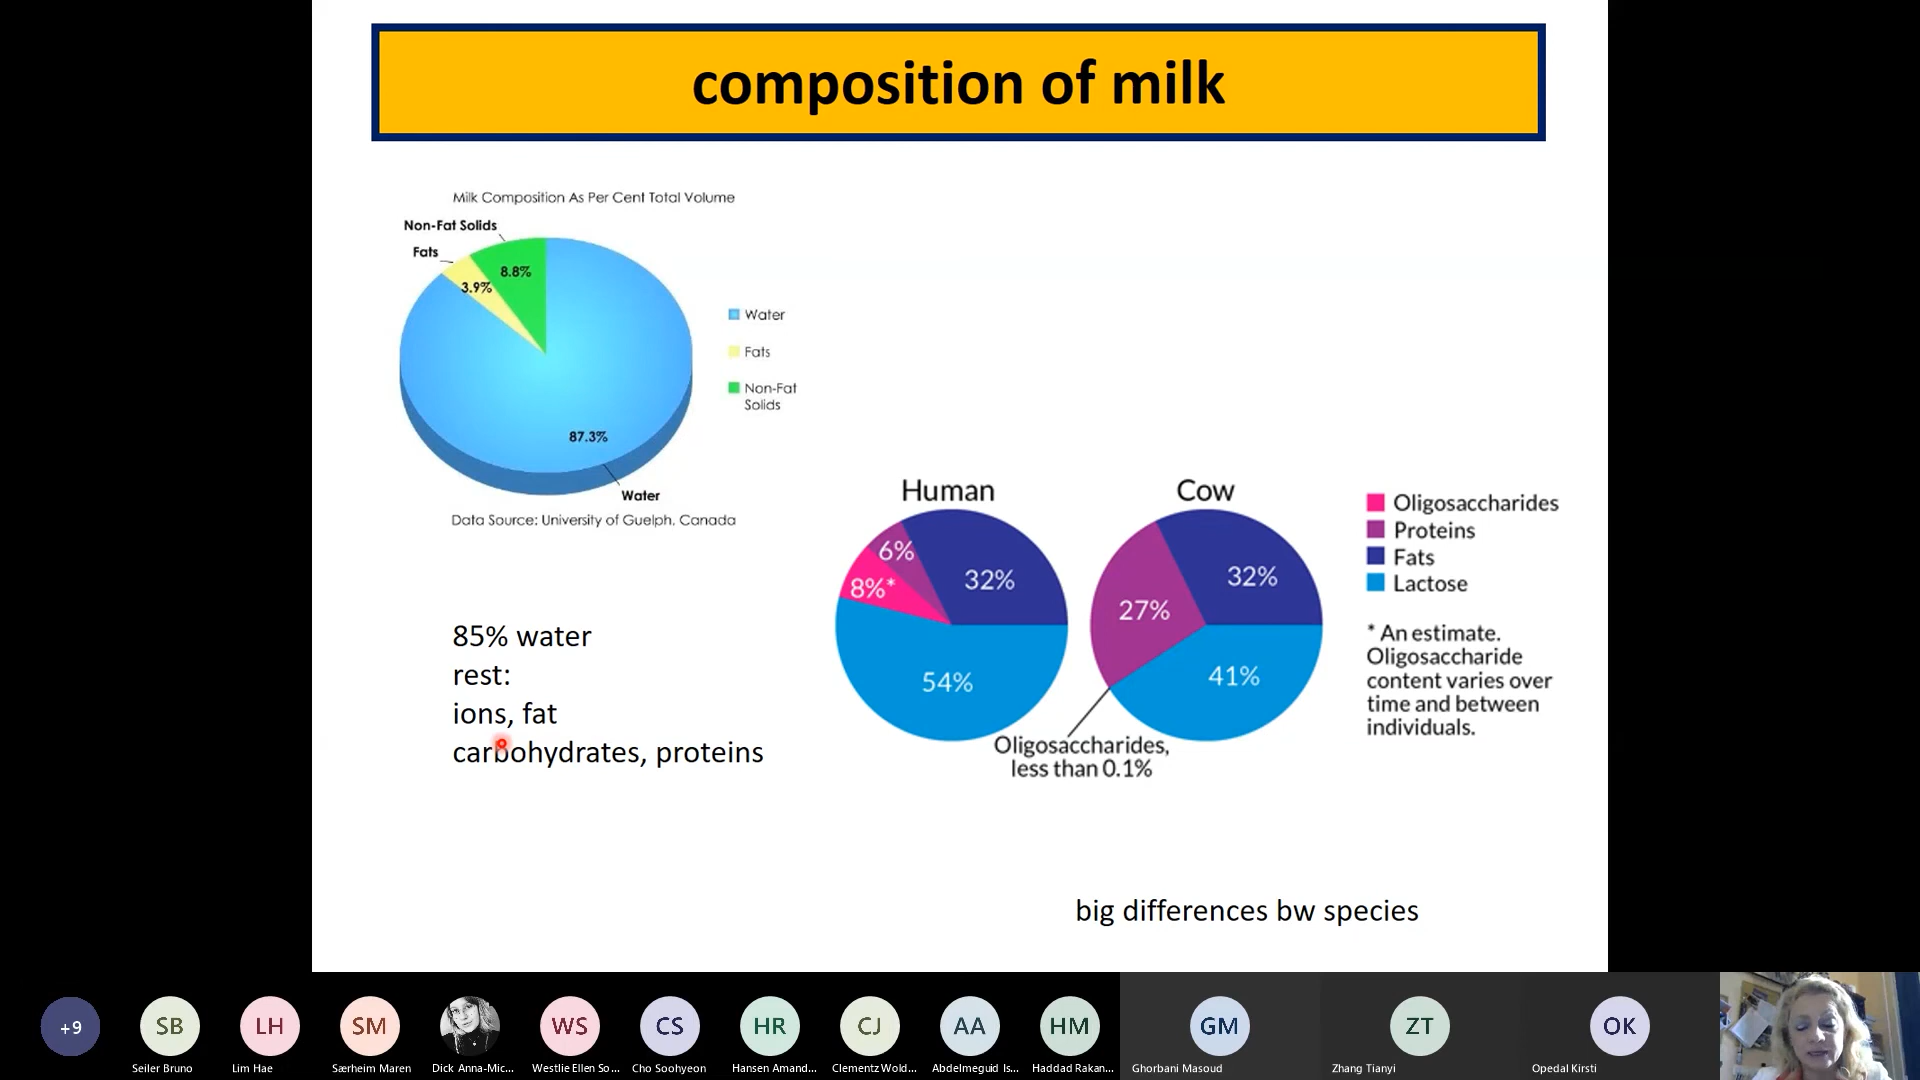 composition of milk
Milk Composition As Per Cent Total Volume
Non-Fat Solids
Fats
8.8%
3.9%
87.3%
Water
Water
Fats
Non-Fat
Solids
Data Source: University of Guelph, Canada
85% water
rest:
ions, fat
carbohydrates, proteins
Human
6%
8%*
32%
54%
Cow
32%
27%
41%
Oligosaccharides,
less than 0.1%
Oligosaccharides
Proteins
Fats
Lactose
* An estimate.
Oligosaccharide
content varies over
time and between
individuals.
big differences bw species
+9
SB
LH
SM
WS
CS
HR
CJ
AA
HM
GM
ZT
OK
Seiler Bruno
Lim Hae
Særheim Maren
Dick Anna-Mic...
Westlie Ellen So...
Cho Soohyeon
Hansen Amand...
Clementz Wold...
Abdelmeguid Is...
Haddad Rakan...
Ghorbani Masoud
Zhang Tianyi
Opedal Kirsti